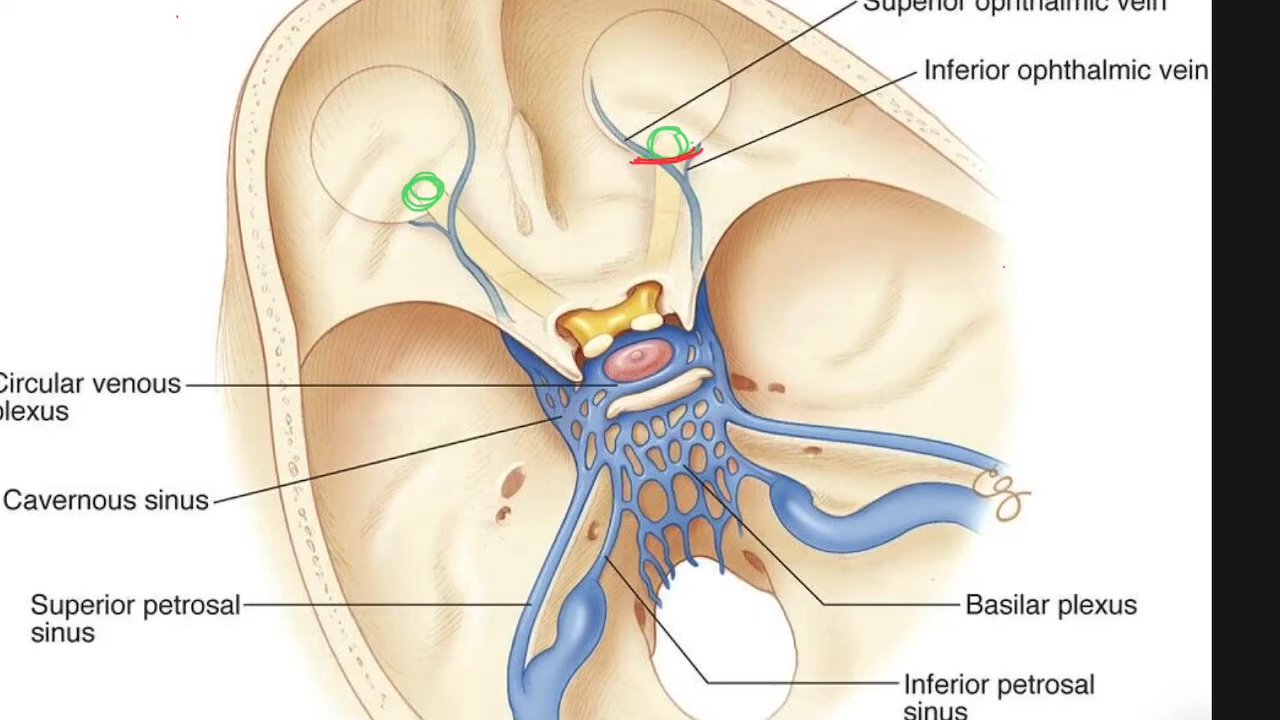 Superior ophthalmic vein
Inferior ophthalmic vein
Circular venous
plexus
Cavernous sinus
Superior petrosal
sinus
Basilar plexus
Inferior petrosal
sinus